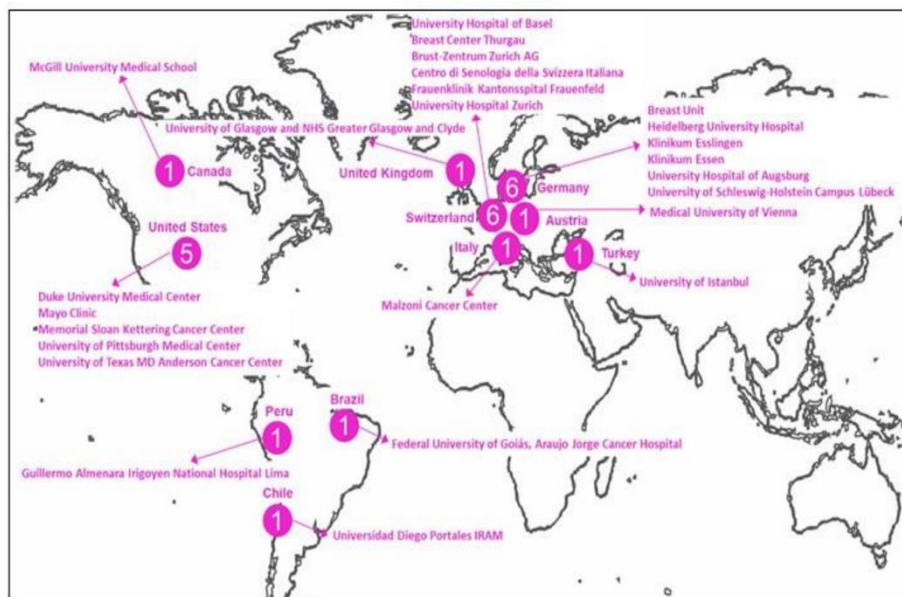 University Hospital of Basel
Breast Center Thurgau
Brust-Zentrum Zurich AG
Centro di Senologia della Svizzera Italiana
Frauenklinik Kantonsspital Frauenfeld
University Hospital Zurich
McGill University Medical School
1
Canada
University of Glasgow and NHS Greater Glasgow and Clyde
United Kingdom
1
Breast Unit
Heidelberg University Hospital
Klinikum Esslingen
Klinikum Essen
University Hospital of Augsburg
University of Schleswig-Holstein Campus Lübeck
6
Germany
Switzerland
6
1
Austria
Medical University of Vienna
United States
5
Italy
1
1
Turkey
University of Istanbul
Malzoni Cancer Center
Duke University Medical Center
Mayo Clinic
Memorial Sloan Kettering Cancer Center
University of Pittsburgh Medical Center
University of Texas MD Anderson Cancer Center
Peru
1
Guillermo Almenara Irigoyen National Hospital Lima
Brazil
1
Federal University of Goiás, Araujo Jorge Cancer Hospital
Chile
1
Universidad Diego Portales IRAM